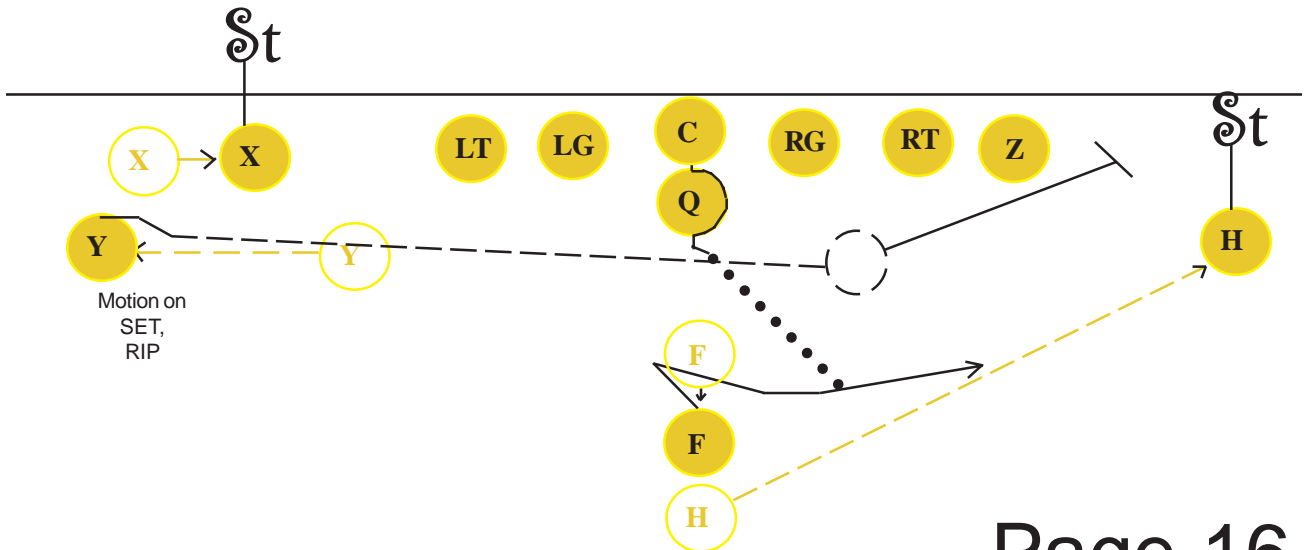 St
St
X X LT LG C RG RT Z
Q
Y Y H
Motion on
SET,
RIP
F
F
H
Page 16